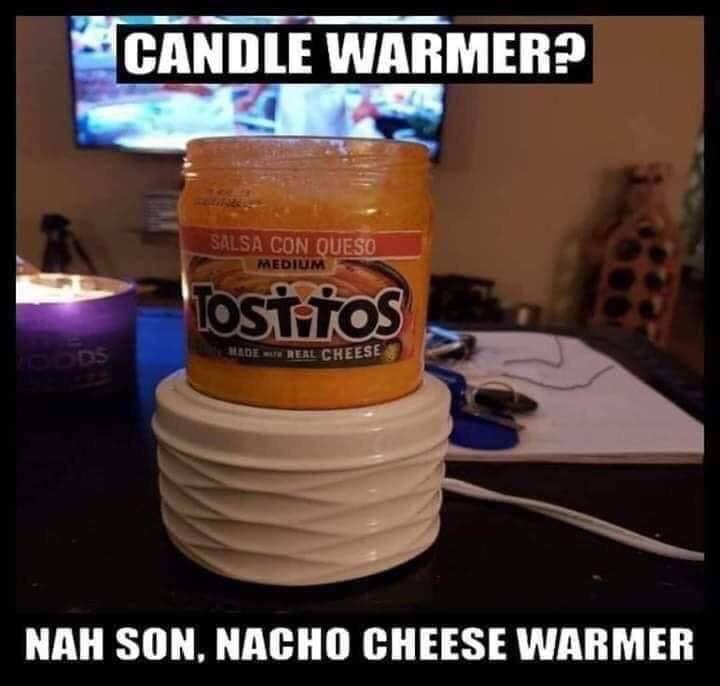 CANDLE WARMER?
SALSA CON QUESO
MEDIUM
TOSTITOS
MADE WITH REAL CHEESE
NAH SON, NACHO CHEESE WARMER